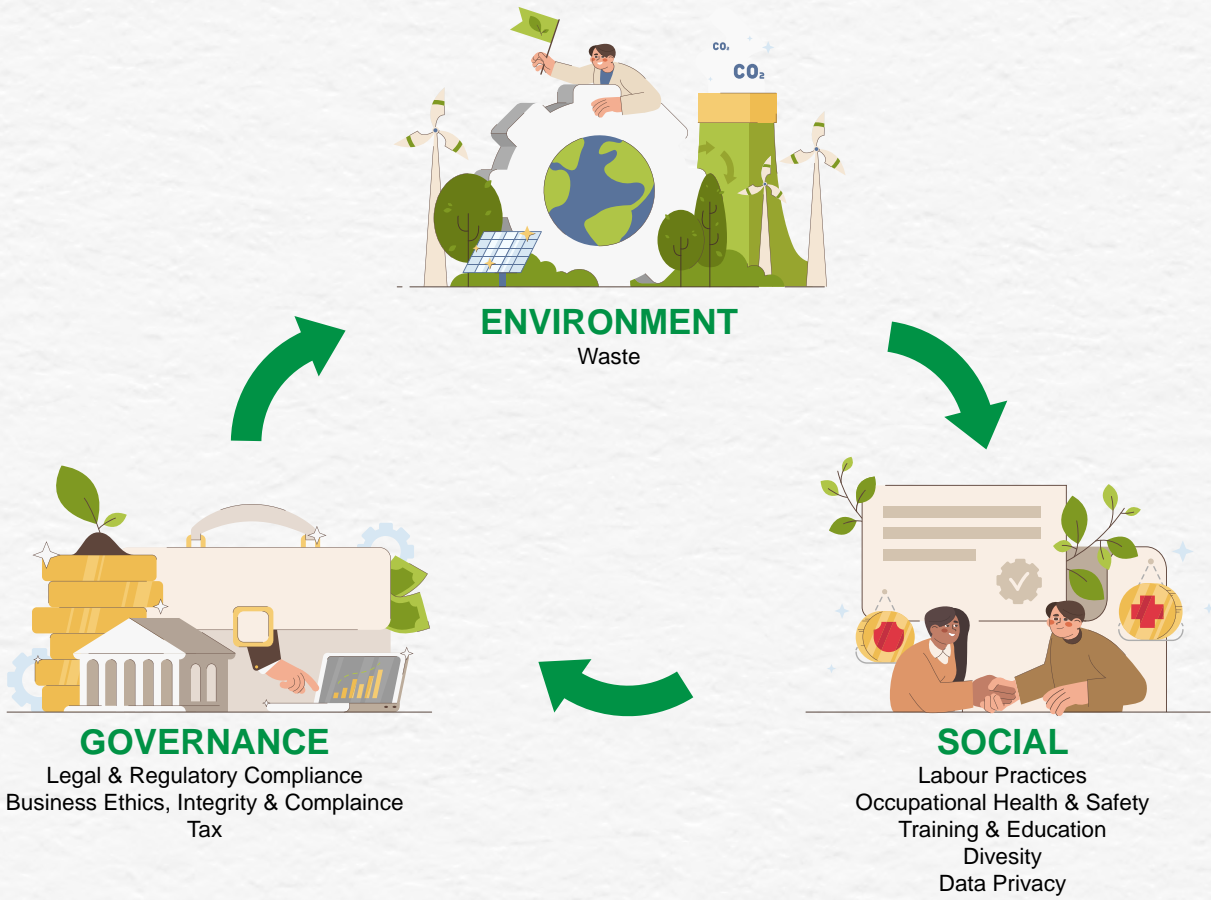 CO₂
CO₂
ENVIRONMENT
Waste
GOVERNANCE
Legal & Regulatory Compliance
Business Ethics, Integrity & Complaince
Tax
SOCIAL
Labour Practices
Occupational Health & Safety
Training & Education
Divesity
Data Privacy